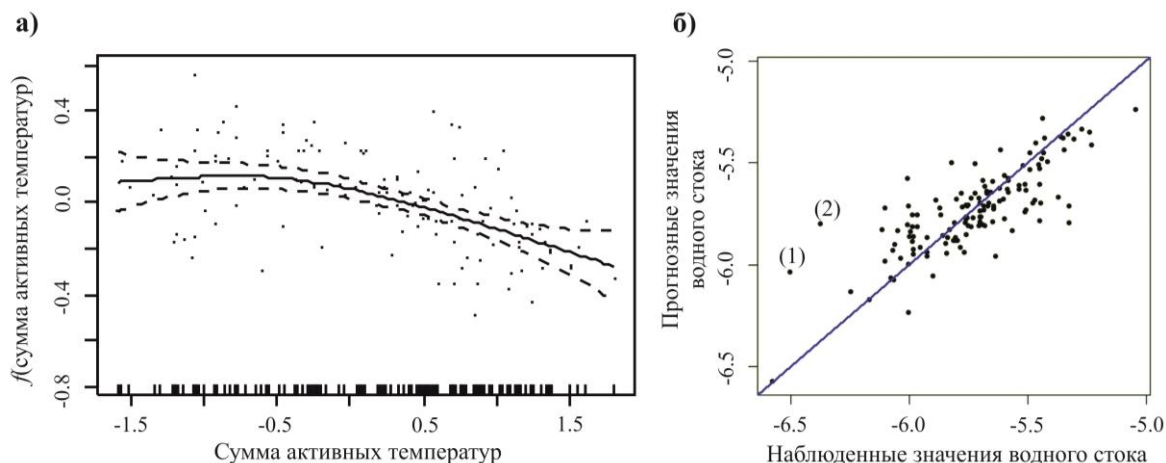 а)
f(сумма активных температур)
0.4
0.0
-0.4
-0.8
-1.5
-0.5
0.5
1.5
Сумма активных температур
б)
Прогнозные значения
водного стока
-5.0
-5.5
-6.0
-6.5
(2)
(1)
-6.5
-6.0
-5.5
-5.0
Наблюденные значения водного стока